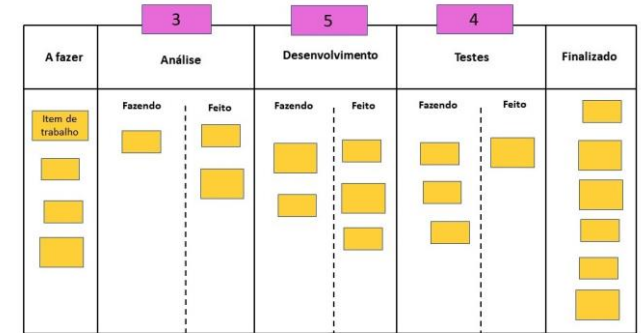 3
5
4
A fazer
Análise
Desenvolvimento
Testes
Finalizado
Fazendo
Feito
Fazendo
Feito
Fazendo
Feito
Item de
trabalho